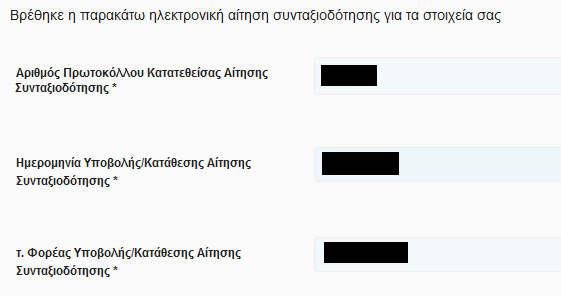 Βρέθηκε η παρακάτω ηλεκτρονική αίτηση συνταξιοδότησης για τα στοιχεία σας
Αριθμός Πρωτοκόλλου Κατατεθείσας Αίτησης
Συνταξιοδότησης *
Ημερομηνία Υποβολής/Κατάθεσης Αίτησης
Συνταξιοδότησης *
τ. Φορέας Υποβολής/Κατάθεσης Αίτησης
Συνταξιοδότησης *